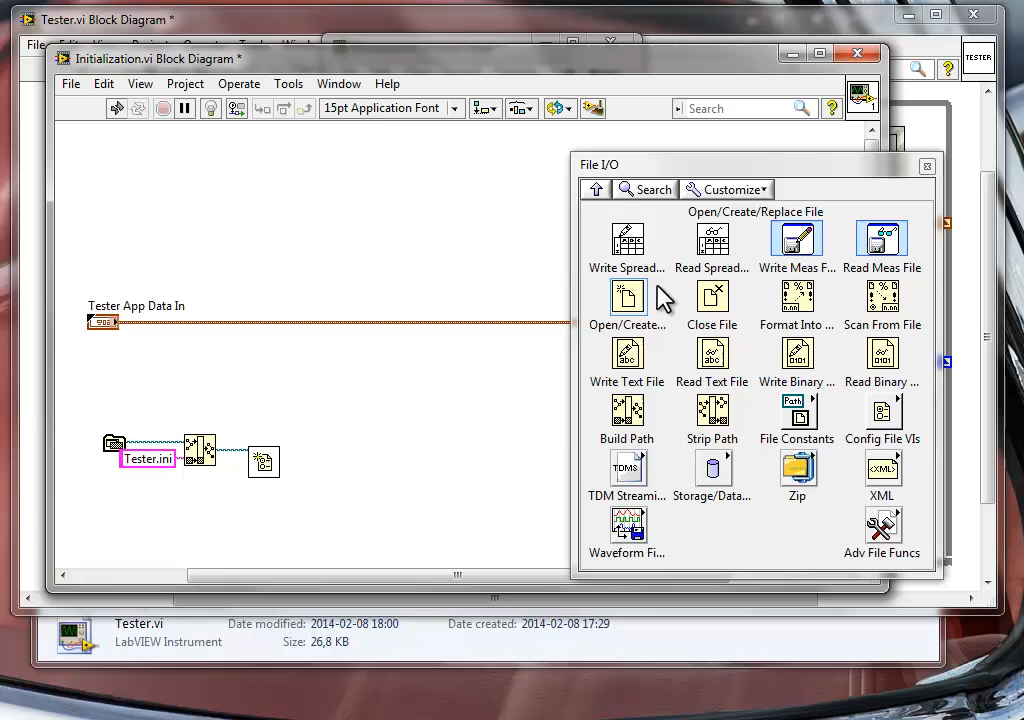 Tester.vi Block Diagram *
File
TESTER
Initialization.vi Block Diagram *
File Edit View Project Operate Tools Window Help
15pt Application Font
Search
1
File I/O
Search Customize
Open/Create/Replace File
Write Spread... Read Spread... Write Meas F... Read Meas File
Open/Create... Close File Format Into ... Scan From File
Write Text File Read Text File Write Binary ... Read Binary ...
Build Path Strip Path File Constants Config File VIs
TDM Streami... Storage/Data... Zip XML
Waveform Fi... Adv File Funcs
Tester App Data In
Tester.ini
Tester.vi Date modified: 2014-02-08 18:00 Date created: 2014-02-08 17:29
LabVIEW Instrument Size: 26,8 KB